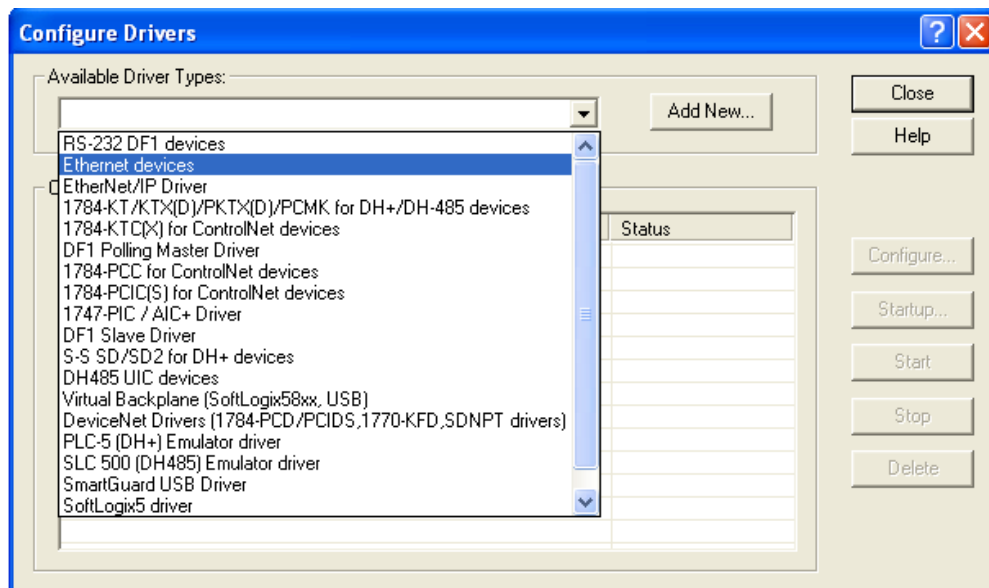 Configure Drivers
Available Driver Types:
Add New...
Close
Help
RS-232 DF1 devices
Ethernet devices
EtherNet/IP Driver
1784-KT/KTX(D)/PKTX(D)/PCMK for DH+/DH-485 devices
1784-KTC(X) for ControlNet devices
DF1 Polling Master Driver
1784-PCC for ControlNet devices
1784-PCIC(S) for ControlNet devices
1747-PIC / AIC+ Driver
DF1 Slave Driver
S-S SD/SD2 for DH+ devices
DH485 UIC devices
Virtual Backplane (SoftLogix58xx, USB)
DeviceNet Drivers (1784-PCD/PCIDS,1770-KFD,SDNPT drivers)
PLC-5 (DH+) Emulator driver
SLC 500 (DH485) Emulator driver
SmartGuard USB Driver
SoftLogix5 driver
Status
Configure...
Startup...
Start
Stop
Delete